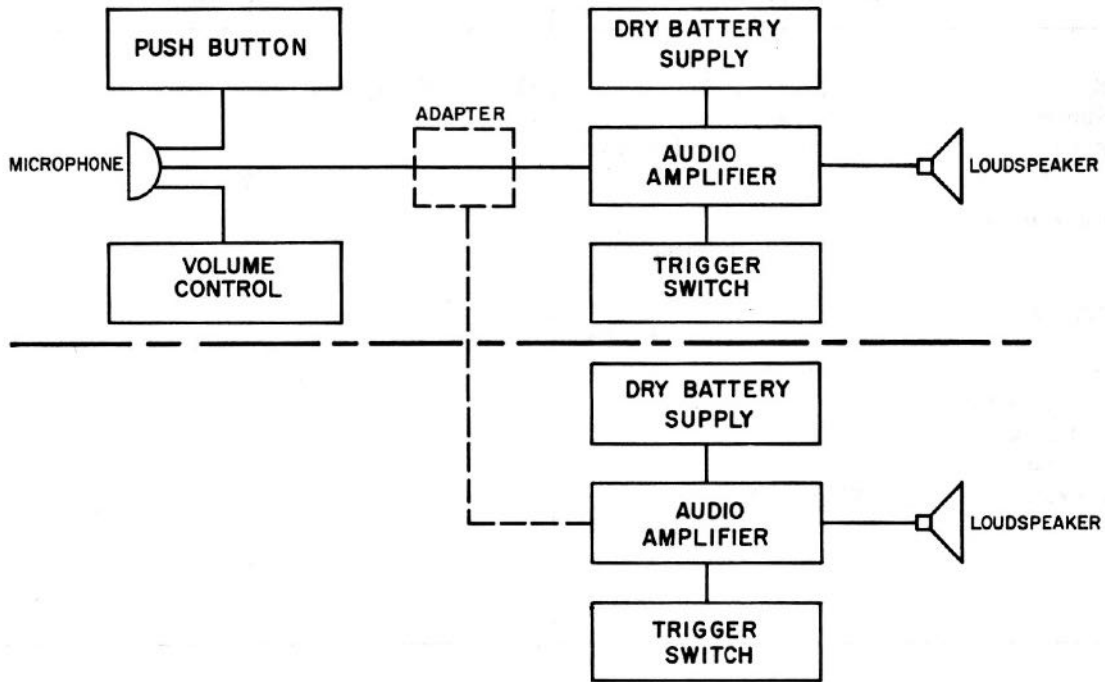 PUSH BUTTON
DRY BATTERY
SUPPLY
ADAPTER
MICROPHONE
AUDIO
AMPLIFIER
LOUDSPEAKER
VOLUME
CONTROL
TRIGGER
SWITCH
DRY BATTERY
SUPPLY
AUDIO
AMPLIFIER
LOUDSPEAKER
TRIGGER
SWITCH